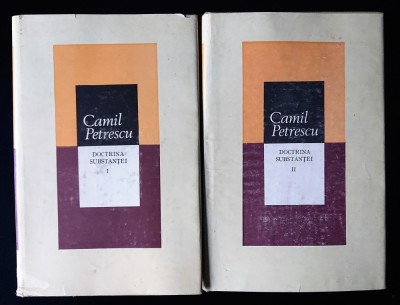 Camil
Petrescu
DOCTRINA
SUBSTANȚEI
I
Camil
Petrescu
DOCTRINA
SUBSTANȚEI
II